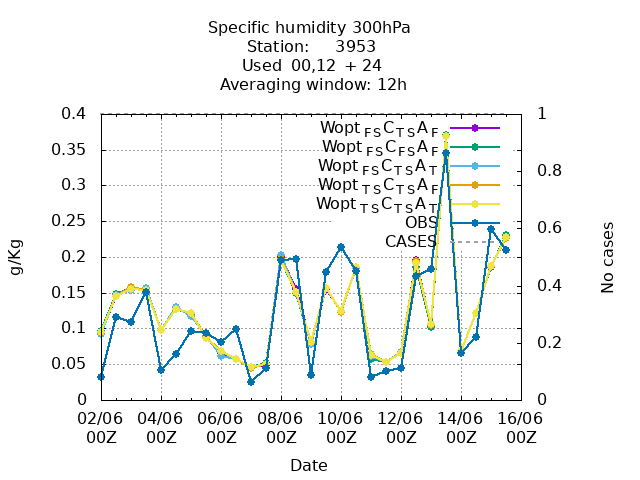 Specific humidity 300hPa
Station: 3953
Used 00,12 + 24
Averaging window: 12h
g/Kg
0.4
0.35
0.3
0.25
0.2
0.15
0.1
0.05
0
Wopt FS C TS A F
Wopt FS C FS A F
Wopt FS C TS A T
Wopt TS C TS A F
Wopt TS C TS A T
OBS
CASES
1
0.8
0.6
0.4
0.2
0
No cases
02/06 04/06 06/06 08/06 10/06 12/06 14/06 16/06
00Z 00Z 00Z 00Z 00Z 00Z 00Z 00Z
Date